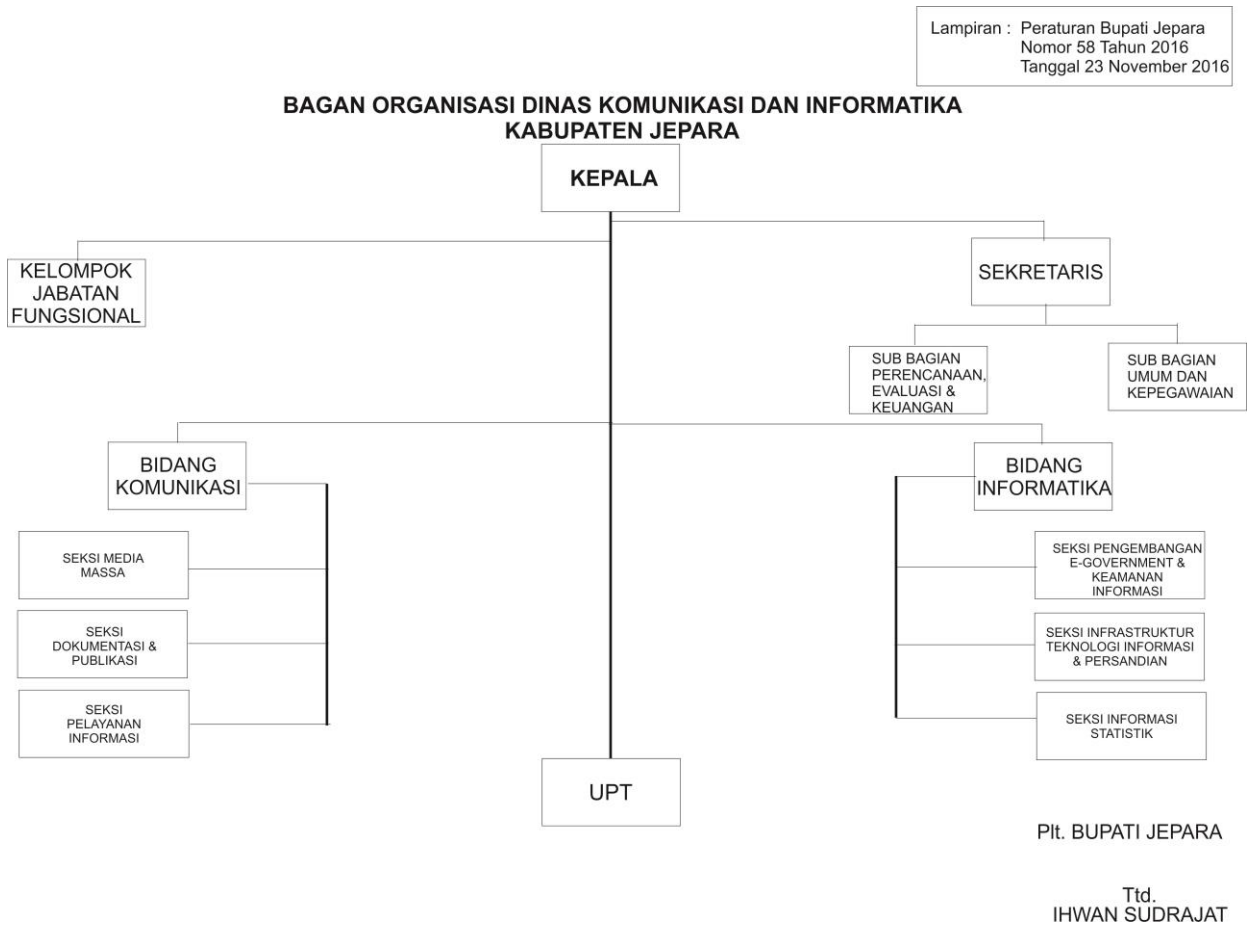 Lampiran : Peraturan Bupati Jepara
Nomor 58 Tahun 2016
Tanggal 23 November 2016
BAGAN ORGANISASI DINAS KOMUNIKASI DAN INFORMATIKA
KABUPATEN JEPARA
KEPALA
KELOMPOK
JABATAN
FUNGSIONAL
SEKRETARIS
SUB BAGIAN
PERENCANAAN,
EVALUASI &
KEUANGAN
SUB BAGIAN
UMUM DAN
KEPEGAWAIAN
BIDANG
KOMUNIKASI
BIDANG
INFORMATIKA
SEKSI MEDIA
MASSA
SEKSI
DOKUMENTASI &
PUBLIKASI
SEKSI
PELAYANAN
INFORMASI
SEKSI PENGEMBANGAN
E-GOVERNMENT &
KEAMANAN
INFORMASI
SEKSI INFRASTRUKTUR
TEKNOLOGI INFORMASI
& PERSANDIAN
SEKSI INFORMASI
STATISTIK
UPT
Plt. BUPATI JEPARA
Ttd.
IHWAN SUDRAJAT